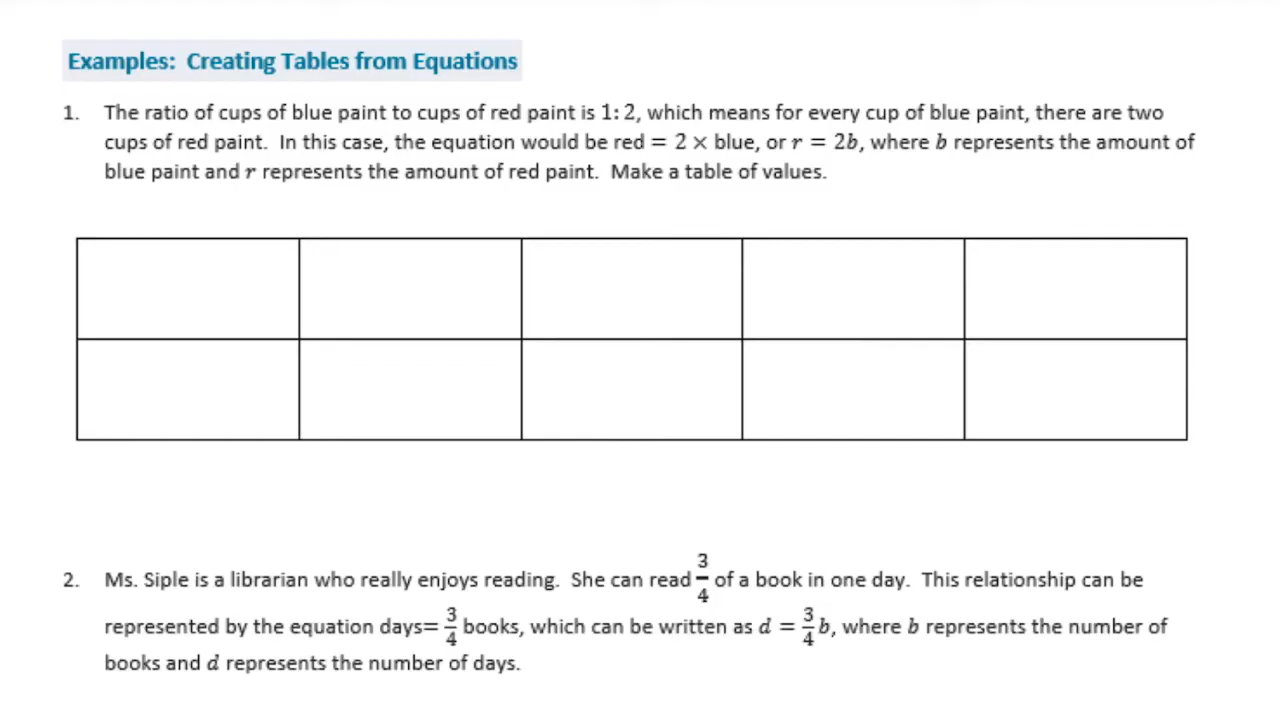 Examples: Creating Tables from Equations
1. The ratio of cups of blue paint to cups of red paint is 1: 2, which means for every cup of blue paint, there are two
cups of red paint. In this case, the equation would be red = 2 × blue, or r = 2b, where b represents the amount of
blue paint and r represents the amount of red paint. Make a table of values.
2. Ms. Siple is a librarian who really enjoys reading. She can read 3/4 of a book in one day. This relationship can be
represented by the equation days= 3/4 books, which can be written as d = 3/4 b, where b represents the number of
books and d represents the number of days.